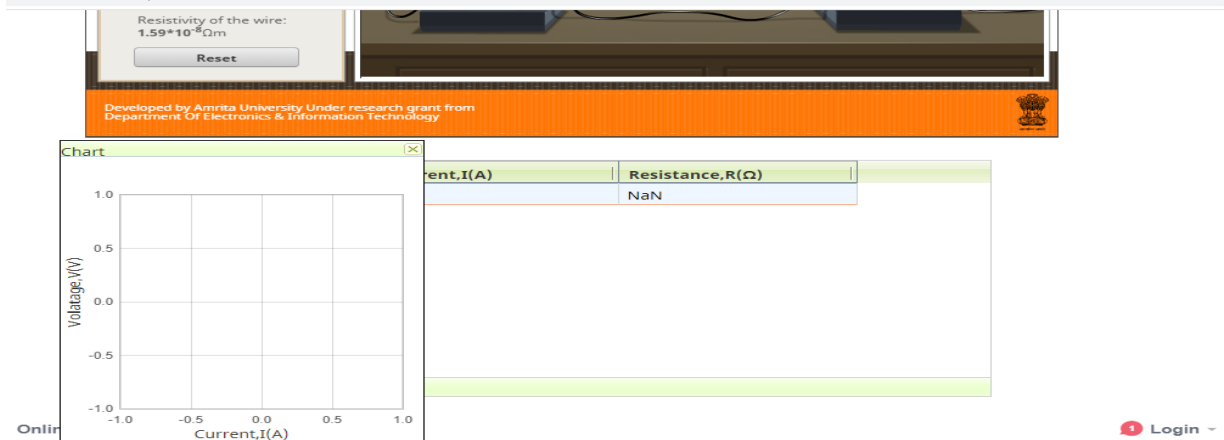 Resistivity of the wire:
1.59*10⁻⁸Ωm
Reset
Developed by Amrita University Under research grant from
Department Of Electronics & Information Technology
Chart
rent,I(A)
Resistance,R(Ω)
NaN
1.0
0.5
0.0
-0.5
-1.0
Volatage,V(V)
-1.0 -0.5 0.0 0.5 1.0
Current,I(A)
Onlin
1 Login